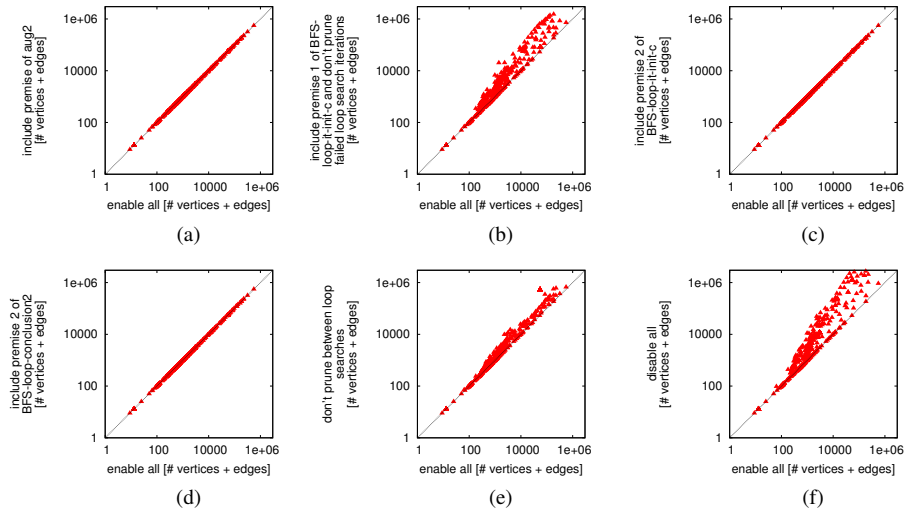 include premise of aug2
[# vertices + edges]
1e+06
10000
100
1
1
100
10000
1e+06
enable all [# vertices + edges]
(a)
include premise 1 of BFS-
loop-it-init-c and don't prune
failed loop search iterations
[# vertices + edges]
1e+06
10000
100
1
1
100
10000
1e+06
enable all [# vertices + edges]
(b)
include premise 2 of
BFS-loop-it-init-c
[# vertices + edges]
1e+06
10000
100
1
1
100
10000
1e+06
enable all [# vertices + edges]
(c)
include premise 2 of
BFS-loop-conclusion2
[# vertices + edges]
1e+06
10000
100
1
1
100
10000
1e+06
enable all [# vertices + edges]
(d)
don't prune between loop
searches
[# vertices + edges]
1e+06
10000
100
1
1
100
10000
1e+06
enable all [# vertices + edges]
(e)
disable all
[# vertices + edges]
1e+06
10000
100
1
1
100
10000
1e+06
enable all [# vertices + edges]
(f)